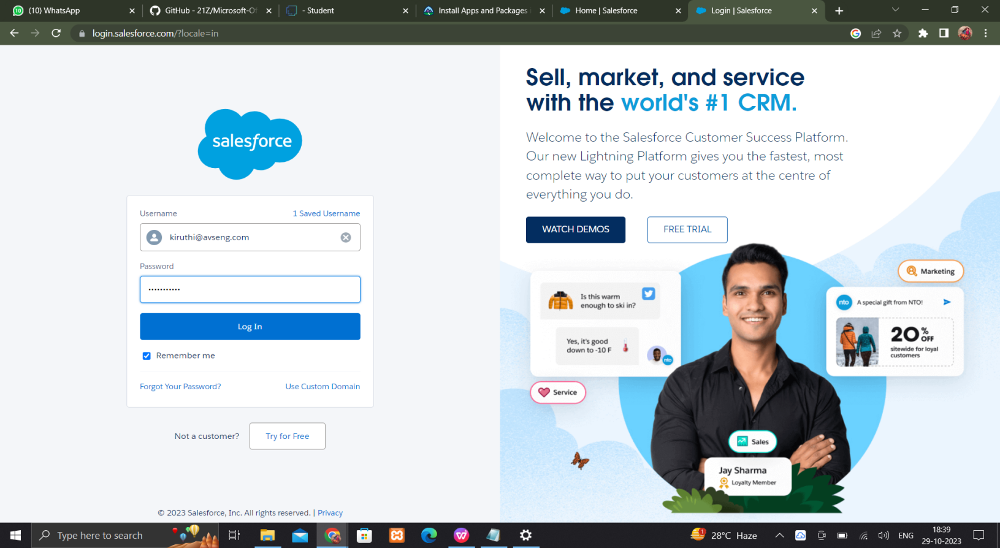 (10) WhatsApp
GitHub - 21Z/Microsoft-Of
- Student
Install Apps and Packages
Home | Salesforce
Login | Salesforce
login.salesforce.com/?locale=in
salesforce
Username
1 Saved Username
kiruthi@avseng.com
Password
Log In
Remember me
Forgot Your Password?
Use Custom Domain
Not a customer?
Try for Free
© 2023 Salesforce, Inc. All rights reserved. | Privacy
Sell, market, and service
with the world's #1 CRM.
Welcome to the Salesforce Customer Success Platform.
Our new Lightning Platform gives you the fastest, most
complete way to put your customers at the centre of
everything you do.
WATCH DEMOS
FREE TRIAL
Is this warm
enough to ski in?
Yes, it's good
down to -10 F
nto
Service
Marketing
nto
A special gift from NTO!
20% OFF
sitewide for loyal
customers
Sales
Jay Sharma
Loyalty Member
Type here to search
1
28°C Haze
ENG
18:39
29-10-2023